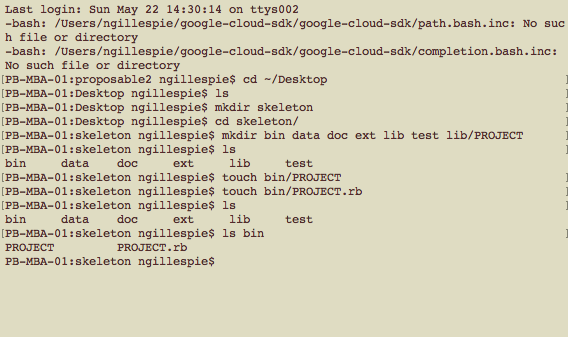 Last login: Sun May 22 14:30:14 on ttys002
-bash: /Users/ngillespie/google-cloud-sdk/google-cloud-sdk/path.bash.inc: No suc
h file or directory
-bash: /Users/ngillespie/google-cloud-sdk/google-cloud-sdk/completion.bash.inc:
No such file or directory
[PB-MBA-01:proposable2 ngillespie$ cd ~/Desktop ]
[PB-MBA-01:Desktop ngillespie$ ls ]
[PB-MBA-01:Desktop ngillespie$ mkdir skeleton ]
[PB-MBA-01:Desktop ngillespie$ cd skeleton/ ]
[PB-MBA-01:skeleton ngillespie$ mkdir bin data doc ext lib test lib/PROJECT ]
[PB-MBA-01:skeleton ngillespie$ ls ]
bin data doc ext lib test
[PB-MBA-01:skeleton ngillespie$ touch bin/PROJECT ]
[PB-MBA-01:skeleton ngillespie$ touch bin/PROJECT.rb ]
[PB-MBA-01:skeleton ngillespie$ ls ]
bin data doc ext lib test
[PB-MBA-01:skeleton ngillespie$ ls bin ]
PROJECT PROJECT.rb
PB-MBA-01:skeleton ngillespie$